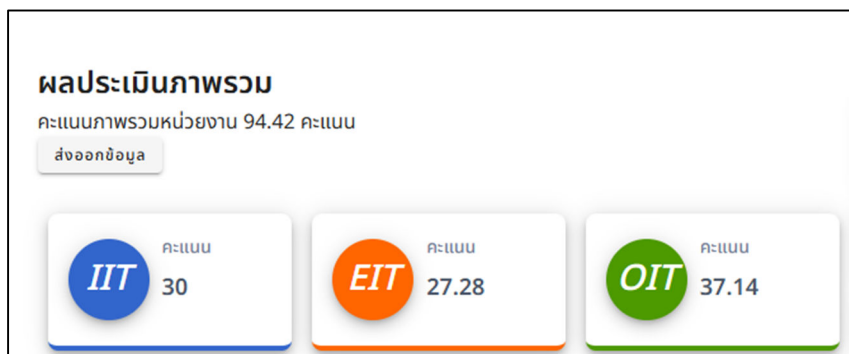 ผลประเมินภาพรวม
คะแนนภาพรวมหน่วยงาน 94.42 คะแนน
ส่งออกข้อมูล
IIT คะแนน 30
EIT คะแนน 27.28
OIT คะแนน 37.14